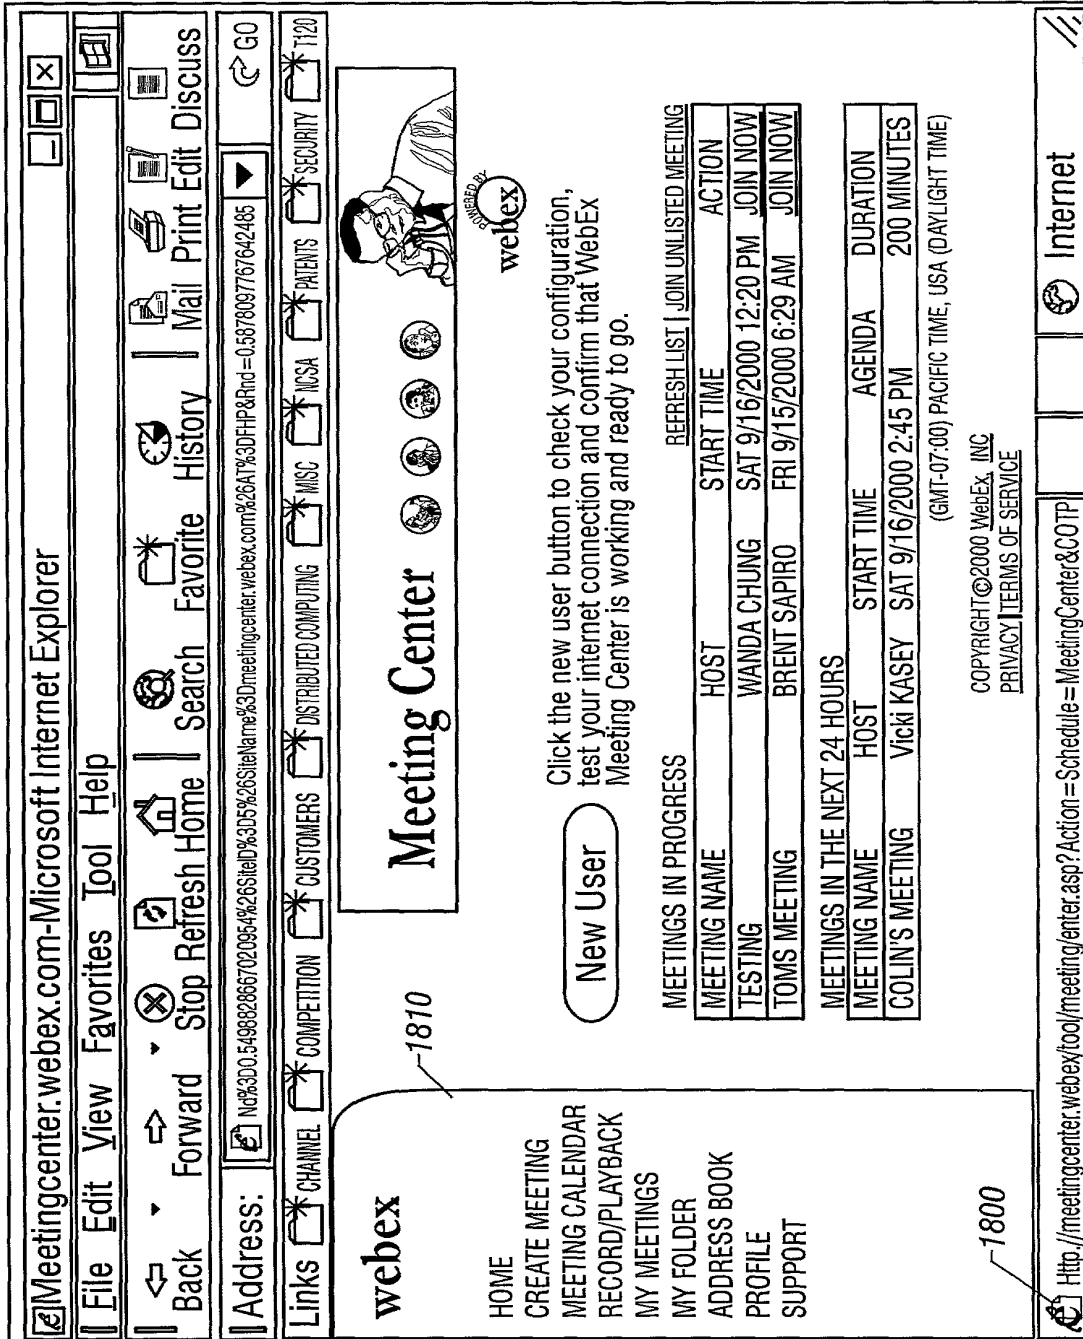 Meetingcenter.webex.com-Microsoft Internet Explorer
File Edit View Favorites Tool Help
Back Forward Stop Refresh Home Search Favorite History Mail Print Edit Discuss
Address: Nd%3D0.5498828667020954%26SiteID%3D5%26SiteName%3Dmeetingcenter.webex.com%26AT%3DFHP&Rnd=0.5878097767642485 GO
Links CHANNEL COMPETITION CUSTOMERS DISTRIBUTED COMPUTING MISC NCSA PATENTS SECURITY T120
webex
HOME
CREATE MEETING
MEETING CALENDAR
RECORD/PLAYBACK
MY MEETINGS
MY FOLDER
ADDRESS BOOK
PROFILE
SUPPORT
1810
1800
Meeting Center
POWERED BY
webex
New User
Click the new user button to check your configuration,
test your internet connection and confirm that WebEx
Meeting Center is working and ready to go.
REFRESH LIST | JOIN UNLISTED MEETING
MEETINGS IN PROGRESS
MEETING NAME HOST START TIME ACTION
TESTING WANDA CHUNG SAT 9/16/2000 12:20 PM JOIN NOW
TOMS MEETING BRENT SAPIRO FRI 9/15/2000 6:29 AM JOIN NOW
MEETINGS IN THE NEXT 24 HOURS
MEETING NAME HOST START TIME AGENDA DURATION
COLIN'S MEETING Vicki KASEY SAT 9/16/2000 2:45 PM 200 MINUTES
(GMT-07:00) PACIFIC TIME, USA (DAYLIGHT TIME)
COPYRIGHT©2000 WebEx, INC
PRIVACY | TERMS OF SERVICE
Http://meetingcenter.webex/tool/meeting/enter.asp?Action=Schedule=MeetingCenter&COTP Internet